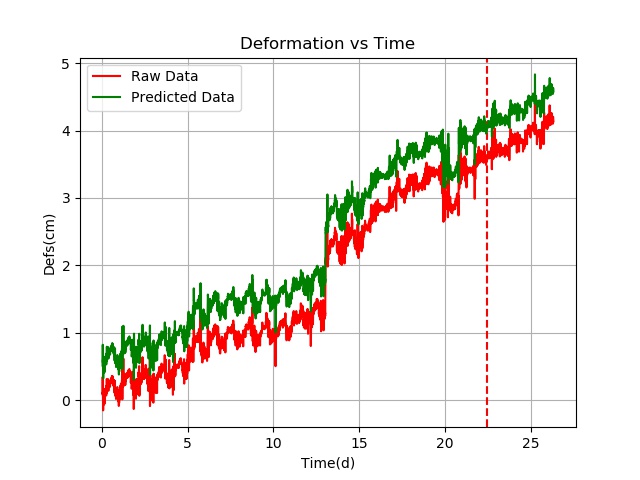 Deformation vs Time
Raw Data
Predicted Data
Defs(cm)
5
4
3
2
1
0
0 5 10 15 20 25
Time(d)